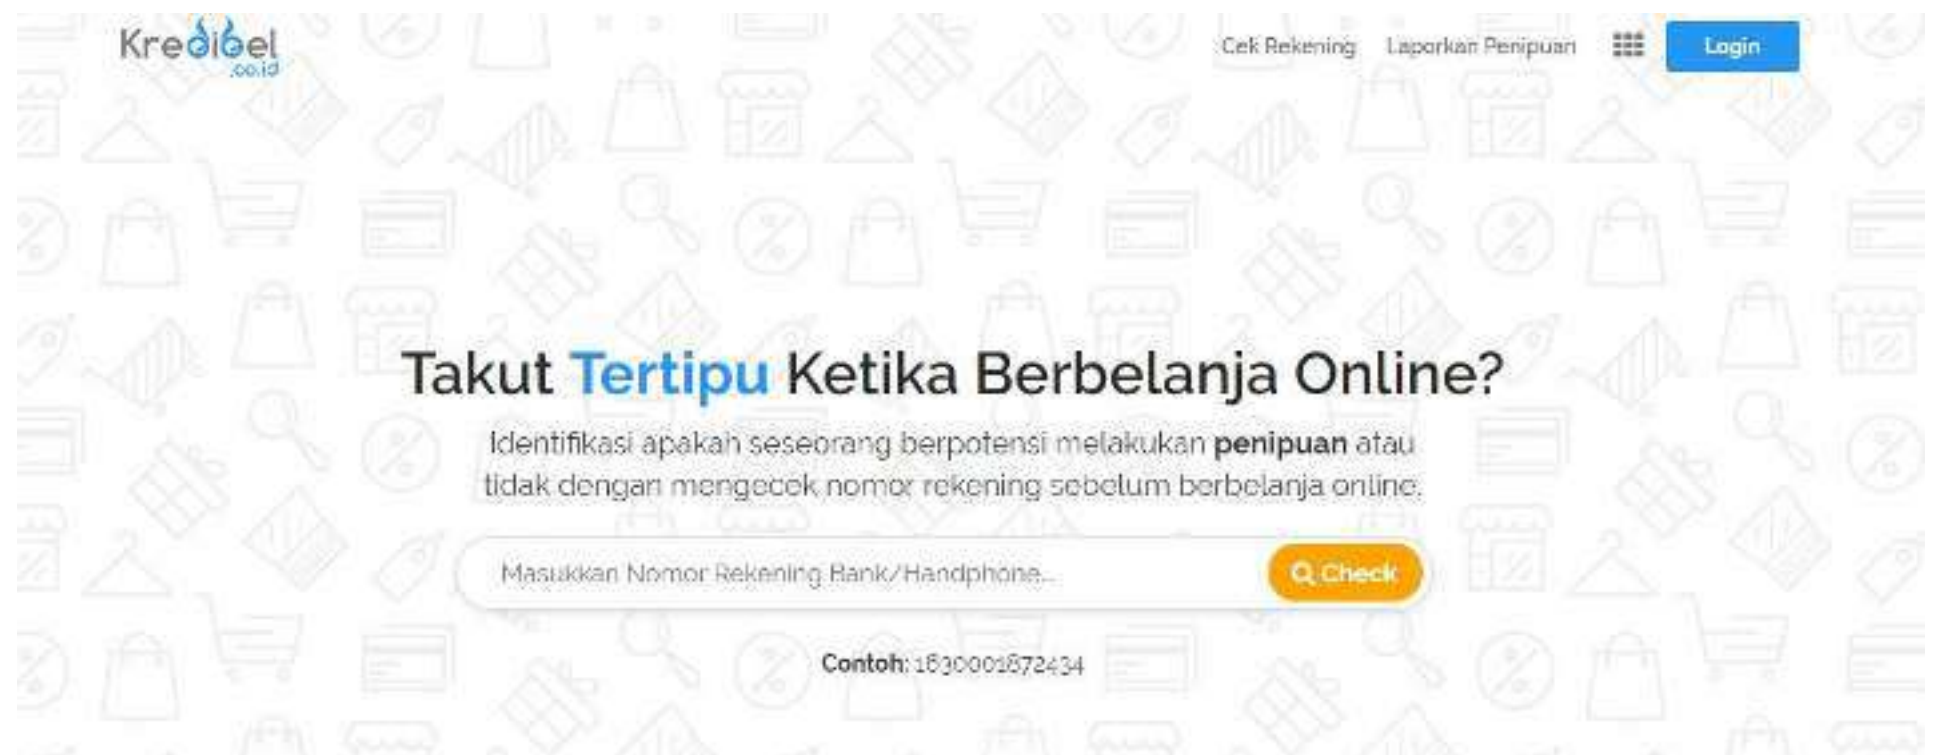 Kredibel
.co.id
Cek Rekening Laporkan Penipuan Login
Takut Tertipu Ketika Berbelanja Online?
Identifikasi apakah seseorang berpotensi melakukan penipuan atau
tidak dengan mengecek nomor rekening sebelum berbelanja online.
Masukkan Nomor Rekening Bank/Handphone...
Check
Contoh: 1630001872434